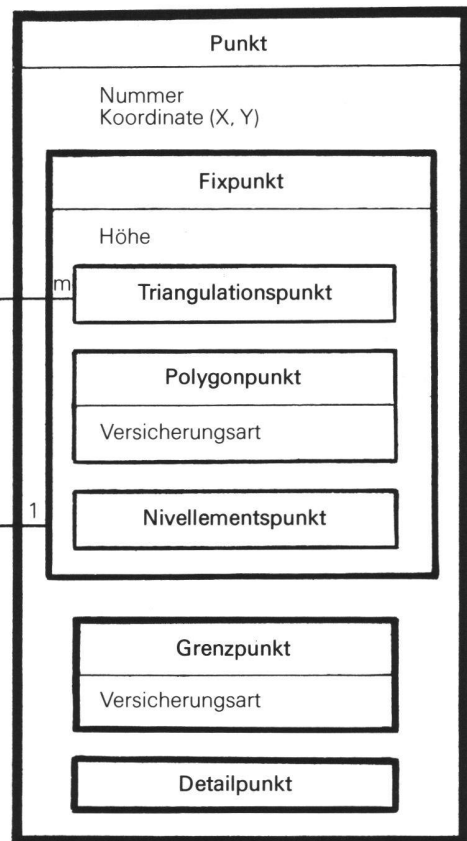 Punkt
Nummer
Koordinate (X, Y)
Fixpunkt
Höhe
m
Triangulationspunkt
Polygonpunkt
Versicherungsart
1
Nivellementspunkt
Grenzpunkt
Versicherungsart
Detailpunkt